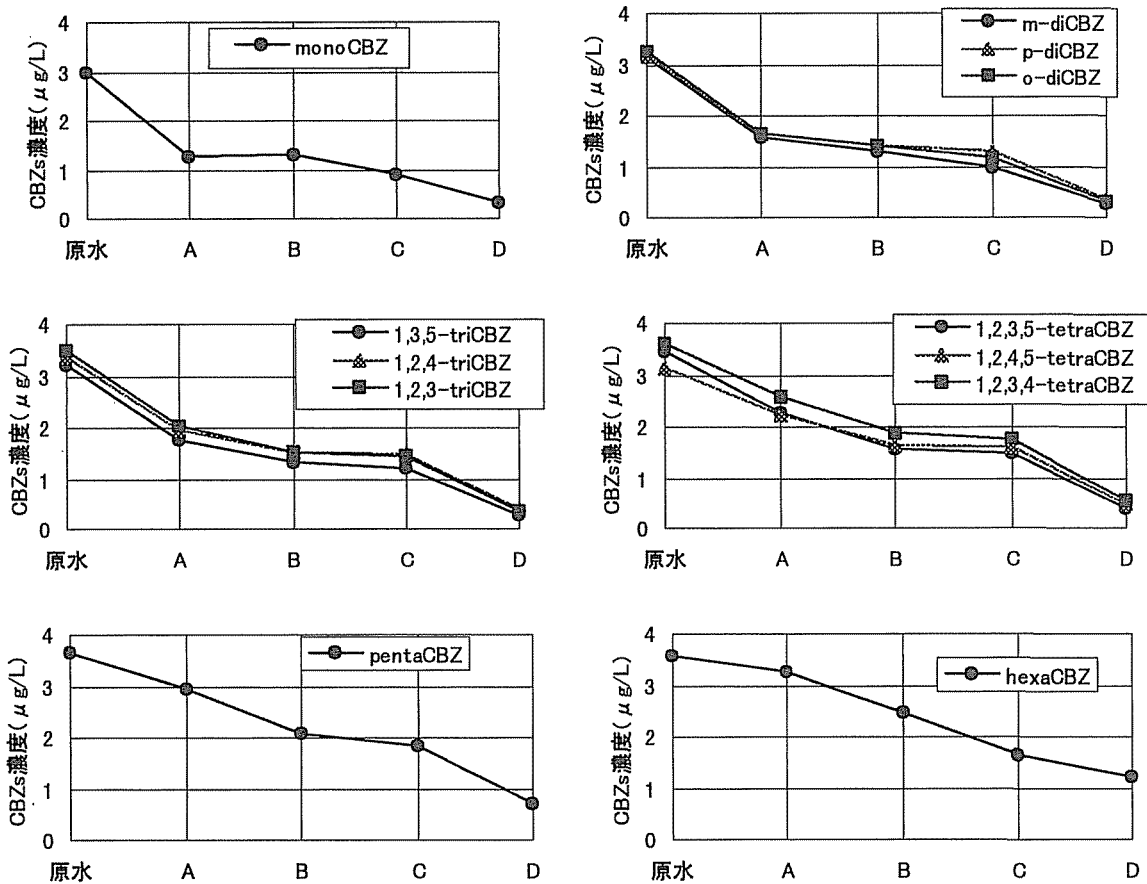 CBZs濃度(μg/L)
4
3
2
1
0
monoCBZ
原水 A B C D
CBZs濃度(μg/L)
4
3
2
1
0
m-diCBZ
p-diCBZ
o-diCBZ
原水 A B C D
CBZs濃度(μg/L)
4
3
2
1
0
1,3,5-triCBZ
1,2,4-triCBZ
1,2,3-triCBZ
原水 A B C D
CBZs濃度(μg/L)
4
3
2
1
0
1,2,3,5-tetraCBZ
1,2,4,5-tetraCBZ
1,2,3,4-tetraCBZ
原水 A B C D
CBZs濃度(μg/L)
4
3
2
1
0
pentaCBZ
原水 A B C D
CBZs濃度(μg/L)
4
3
2
1
0
hexaCBZ
原水 A B C D